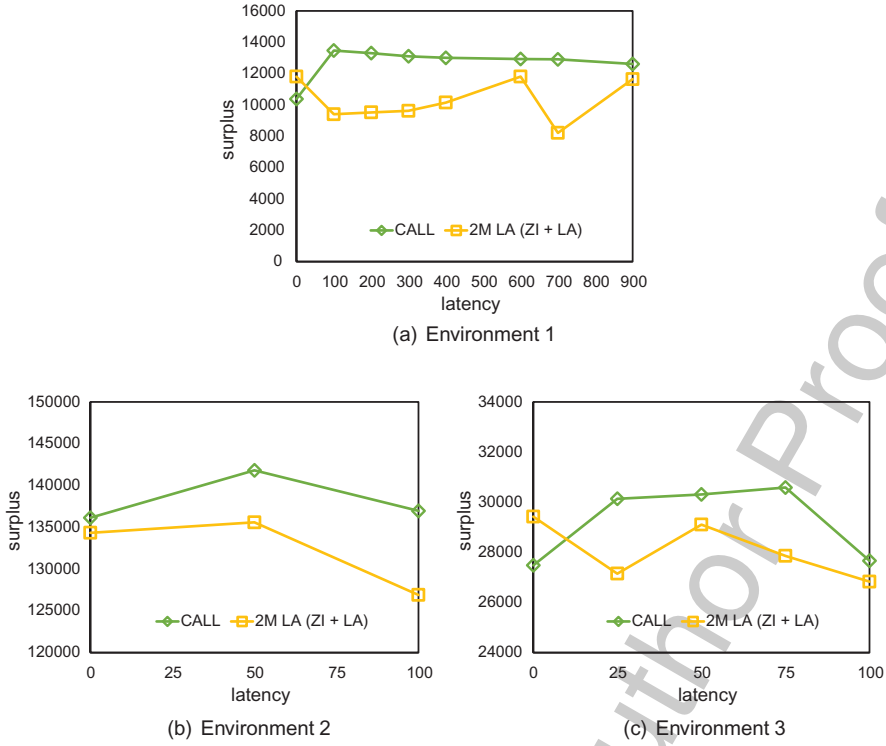 16000
14000
12000
10000
8000
6000
4000
2000
0
surplus
CALL 2M LA (ZI + LA)
0 100 200 300 400 500 600 700 800 900
latency
(a) Environment 1
150000
145000
140000
135000
130000
125000
120000
surplus
CALL 2M LA (ZI + LA)
0 25 50 75 100
latency
(b) Environment 2
34000
32000
30000
28000
26000
24000
surplus
CALL 2M LA (ZI + LA)
0 25 50 75 100
latency
(c) Environment 3
uthor Proof